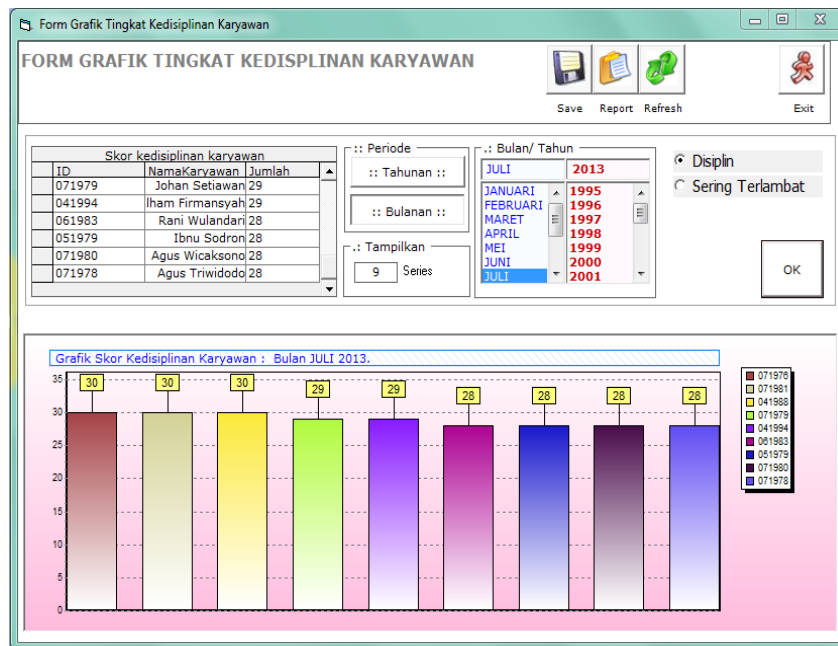 Form Grafik Tingkat Kedisiplinan Karyawan
FORM GRAFIK TINGKAT KEDISPLINAN KARYAWAN
Save Report Refresh Exit
Skor kedisiplinan karyawan
ID NamaKaryawan Jumlah
071979 Johan Setiawan 29
041994 lham Firmansyah 29
061983 Rani Wulandari 28
051979 Ibnu Sodron 28
071980 Agus Wicaksono 28
071978 Agus Triwidodo 28
:: Periode
:: Tahunan ::
:: Bulanan ::
.: Tampilkan
9 Series
.: Bulan/ Tahun
JULI 2013
JANUARI 1995
FEBRUARI 1996
MARET 1997
APRIL 1998
MEI 1999
JUNI 2000
JULI 2001
Disiplin
Sering Terlambat
OK
Grafik Skor Kedisiplinan Karyawan : Bulan JULI 2013.
35
30
25
20
15
10
5
0
30 30 30 29 29 28 28 28 28
071976
071981
041988
071979
041994
061983
051979
071980
071978